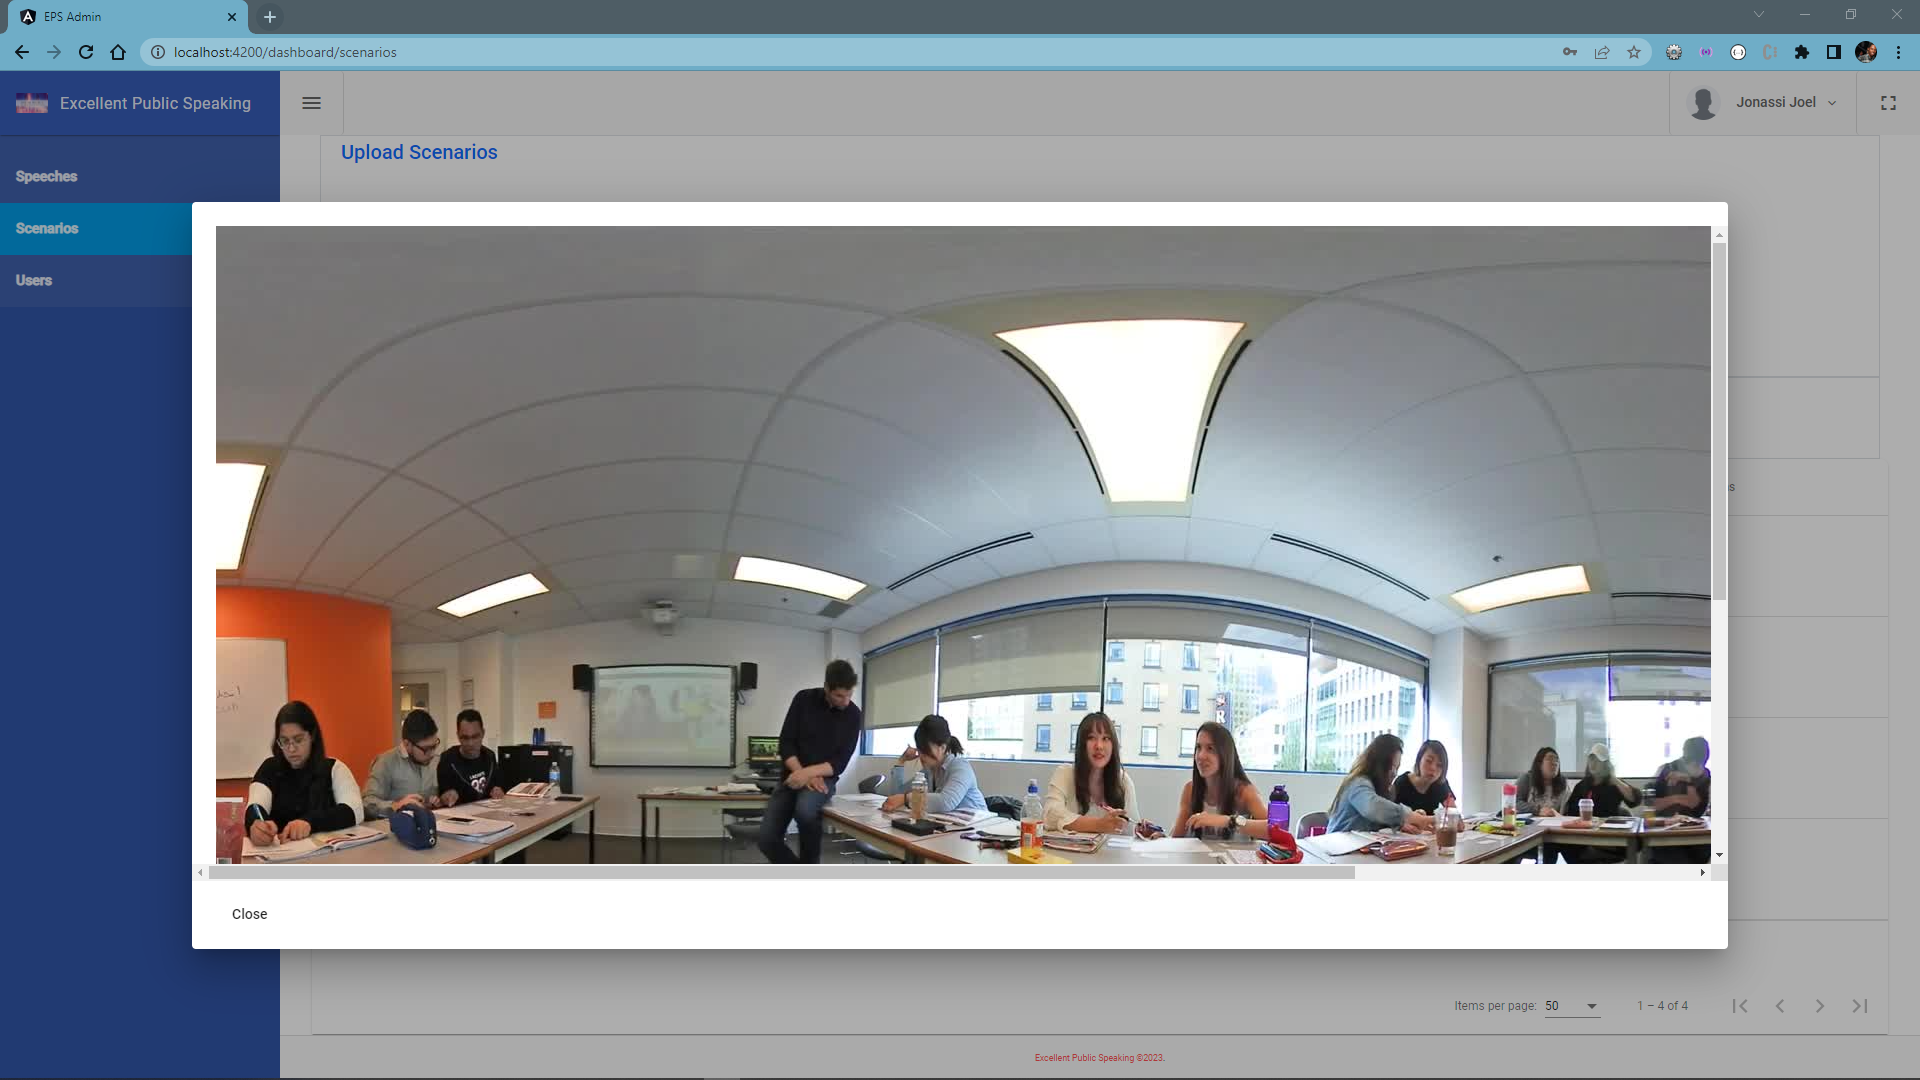 EPS Admin
localhost:4200/dashboard/scenarios
Excellent Public Speaking
Jonassi Joel
Speeches
Scenarios
Users
Upload Scenarios
s
Close
Items per page:
50
1 – 4 of 4
Excellent Public Speaking ©2023.